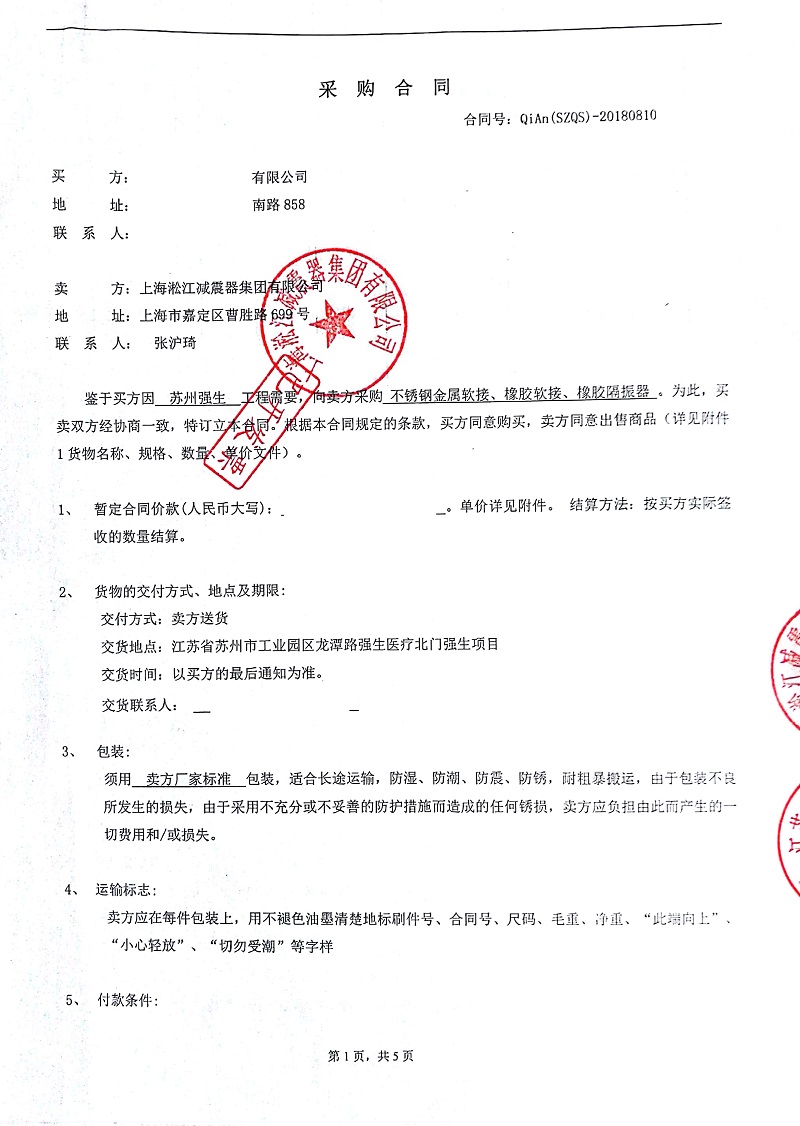 采购合同
合同号：QiAn(SZQS)-20180810
买 方： 有限公司
地 址： 南路858
联 系 人：
卖 方：上海淞江减震器集团有限公司
地 址：上海市嘉定区曹胜路699号
联 系 人： 张沪琦
鉴于买方因 苏州强生 工程需要，向卖方采购 不锈钢金属软接、橡胶软接、橡胶隔振器 。为此，买
卖双方经协商一致，特订立本合同。根据本合同规定的条款，买方同意购买，卖方同意出售商品（详见附件
1货物名称、规格、数量、单价文件）。
1、 暂定合同价款(人民币大写)： 。单价详见附件。 结算方法：按买方实际签
收的数量结算。
2、 货物的交付方式、地点及期限:
交付方式：卖方送货
交货地点：江苏省苏州市工业园区龙潭路强生医疗北门强生项目
交货时间：以买方的最后通知为准。
交货联系人：
3、 包装:
须用 卖方厂家标准 包装，适合长途运输，防湿、防潮、防震、防锈，耐粗暴搬运，由于包装不良
所发生的损失，由于采用不充分或不妥善的防护措施而造成的任何锈损，卖方应负担由此而产生的一
切费用和/或损失。
4、 运输标志:
卖方应在每件包装上，用不褪色油墨清楚地标刷件号、合同号、尺码、毛重、净重、“此端向上”、
“小心轻放”、“切勿受潮”等字样
5、 付款条件:
第1页，共5页
淞江减震器集团有限公司
已开发票